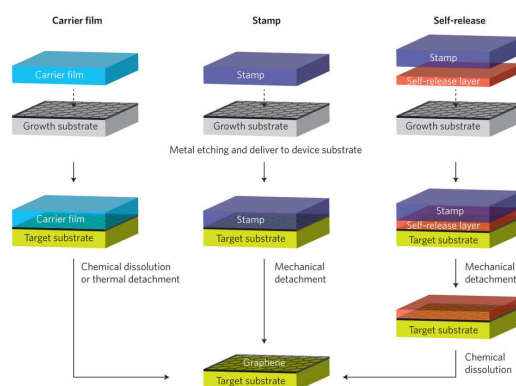 Carrier film
Stamp
Self-release
Carrier film
Stamp
Stamp
Self-release layer
Growth substrate
Growth substrate
Growth substrate
Metal etching and deliver to device substrate
Carrier film
Target substrate
Stamp
Target substrate
Stamp
Self-release layer
Target substrate
Chemical dissolution
or thermal detachment
Mechanical
detachment
Mechanical
detachment
Target substrate
Graphene
Target substrate
Chemical
dissolution